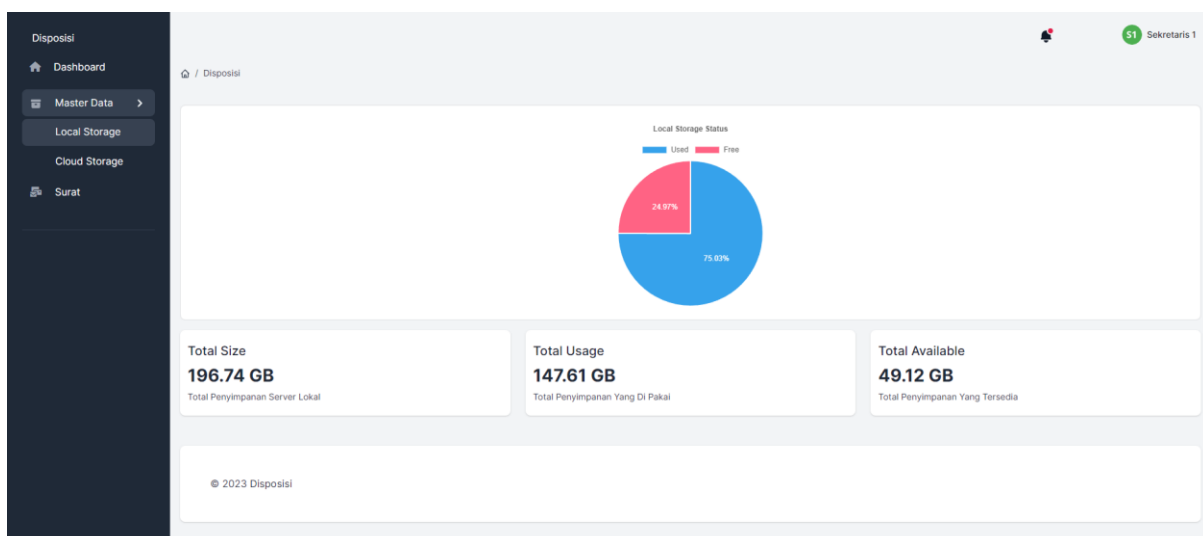 Disposisi
Dashboard
Master Data
Local Storage
Cloud Storage
Surat
S1 Sekretaris 1
/ Disposisi
Local Storage Status
Used Free
24.97%
75.03%
Total Size
196.74 GB
Total Penyimpanan Server Lokal
Total Usage
147.61 GB
Total Penyimpanan Yang Di Pakai
Total Available
49.12 GB
Total Penyimpanan Yang Tersedia
© 2023 Disposisi